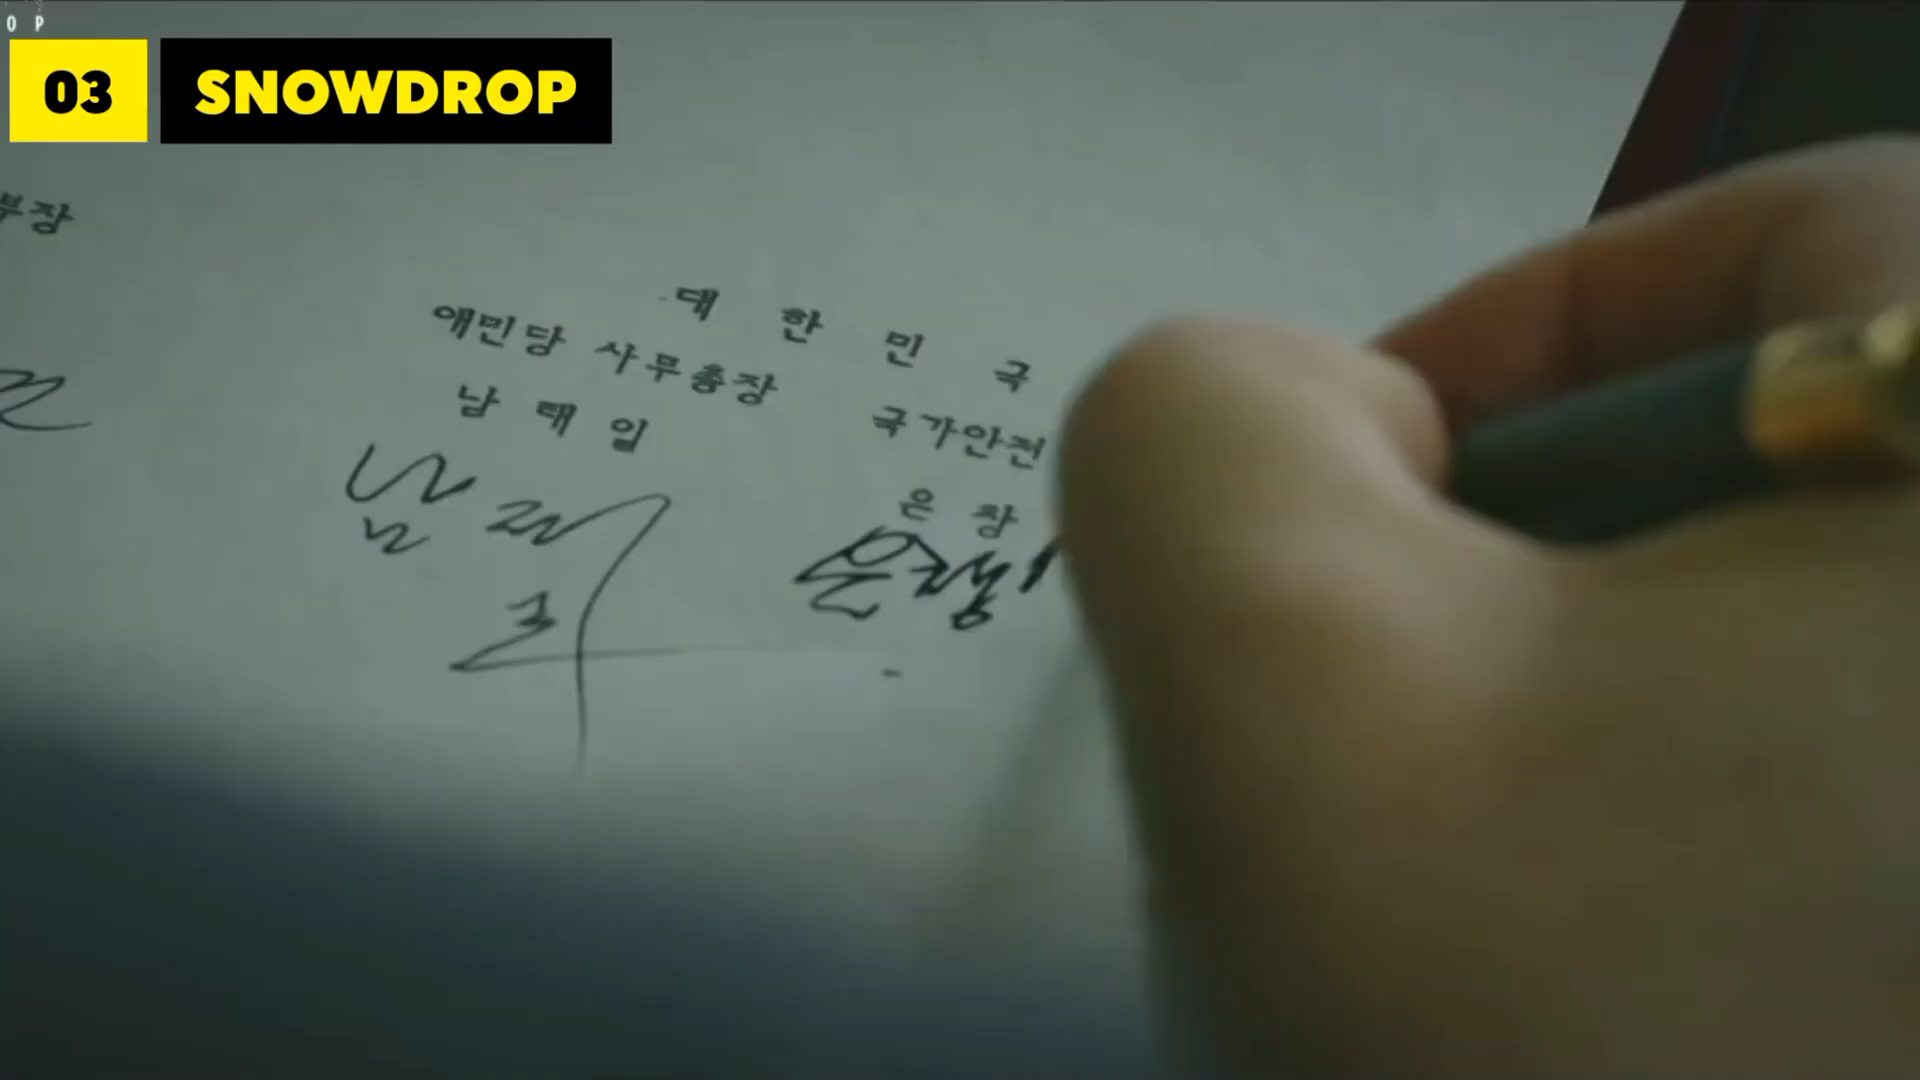 O P
03 SNOWDROP
부장
대 한 민 국
애민당 사무총장 국가안전
남 태 일 은 창